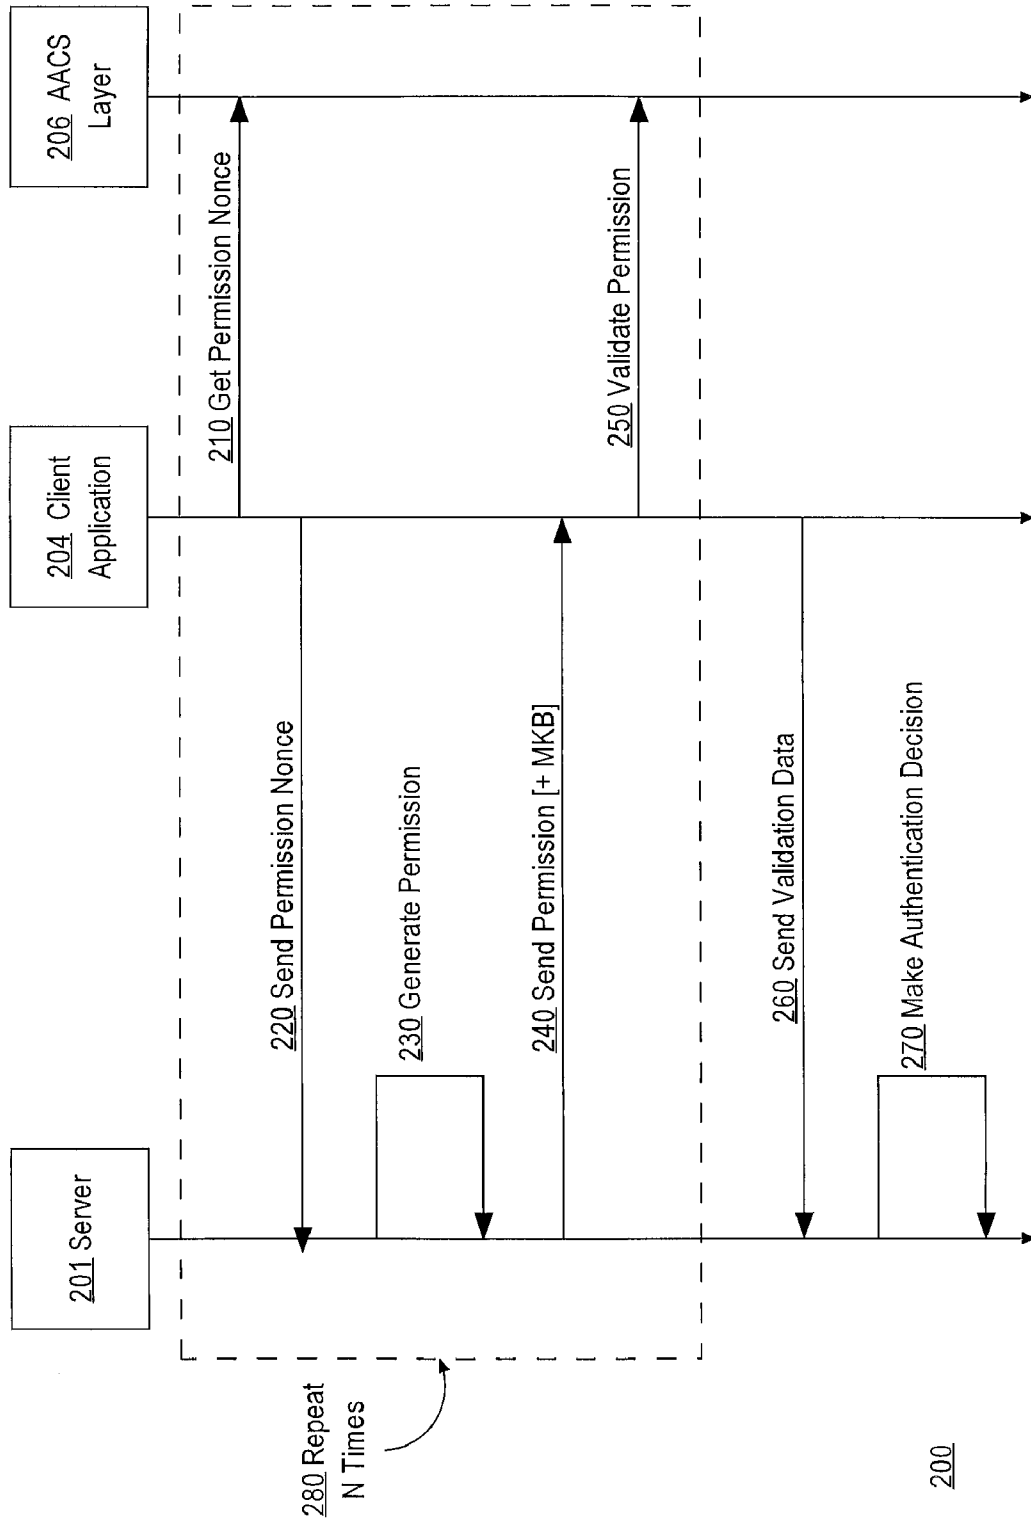 201 Server
204 Client
Application
206 AACS
Layer
210 Get Permission Nonce
220 Send Permission Nonce
230 Generate Permission
240 Send Permission [+ MKB]
250 Validate Permission
280 Repeat
N Times
260 Send Validation Data
270 Make Authentication Decision
200